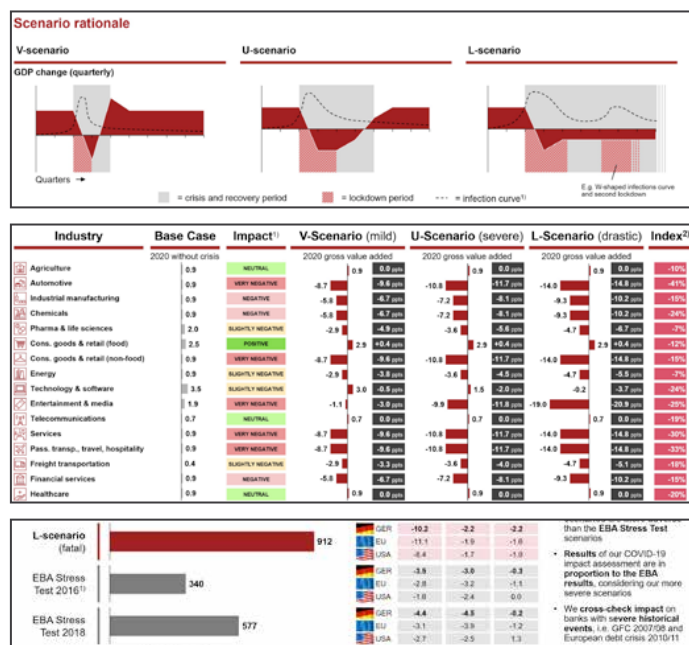 Scenario rationale
V-scenario U-scenario L-scenario
GDP change (quarterly)
Quarters
E.g. W-shaped infections curve
and second lockdown
= crisis and recovery period = lockdown period = infection curve¹⁾
Industry Base Case Impact¹⁾ V-Scenario (mild) U-Scenario (severe) L-Scenario (drastic) Index²⁾
2020 without crisis 2020 gross value added 2020 gross value added 2020 gross value added
Agriculture 0.9 NEUTRAL 0.9 0.0 ppts 0.9 0.0 ppts 0.9 0.0 ppts -10%
Automotive 0.9 VERY NEGATIVE -8.7 -9.6 ppts -10.8 -11.7 ppts -14.0 -14.8 ppts -41%
Industrial manufacturing 0.9 NEGATIVE -5.8 -6.7 ppts -7.2 -8.1 ppts -9.3 -10.2 ppts -15%
Chemicals 0.9 NEGATIVE -5.8 -6.7 ppts -7.2 -8.1 ppts -9.3 -10.2 ppts -24%
Pharma & life sciences 2.0 SLIGHTLY NEGATIVE -2.9 -4.9 ppts -3.6 -5.6 ppts -4.7 -6.7 ppts -7%
Cons. goods & retail (food) 2.5 POSITIVE 2.9 +0.4 ppts 2.9 +0.4 ppts 2.9 +0.4 ppts -12%
Cons. goods & retail (non-food) 0.9 VERY NEGATIVE -8.7 -9.6 ppts -10.8 -11.7 ppts -14.0 -14.8 ppts -15%
Energy 0.9 SLIGHTLY NEGATIVE -2.9 -3.8 ppts -3.6 -4.5 ppts -4.7 -5.5 ppts -7%
Technology & software 3.5 SLIGHTLY NEGATIVE 3.0 -0.5 ppts 1.5 -2.0 ppts -0.2 -3.7 ppts -24%
Entertainment & media 1.9 VERY NEGATIVE -1.1 -3.0 ppts -9.9 -11.8 ppts -19.0 -20.9 ppts -25%
Telecommunications 0.7 NEUTRAL 0.7 0.0 ppts 0.7 0.0 ppts 0.7 0.0 ppts -19%
Services 0.9 VERY NEGATIVE -8.7 -9.6 ppts -10.8 -11.7 ppts -14.0 -14.8 ppts -30%
Pass. transp., travel, hospitality 0.9 VERY NEGATIVE -8.7 -9.6 ppts -10.8 -11.7 ppts -14.0 -14.8 ppts -33%
Freight transportation 0.4 SLIGHTLY NEGATIVE -2.9 -3.3 ppts -3.6 -4.0 ppts -4.7 -5.1 ppts -18%
Financial services 0.9 NEGATIVE -5.8 -6.7 ppts -7.2 -8.1 ppts -9.3 -10.2 ppts -15%
Healthcare 0.9 NEUTRAL 0.9 0.0 ppts 0.9 0.0 ppts 0.9 0.0 ppts -20%
L-scenario
(fatal)
912
EBA Stress
Test 2016¹⁾
340
EBA Stress
Test 2018
577
GER -10.2 -2.2 -2.2
EU -11.1 -1.9 -1.6
USA -8.4 -1.7 -1.9
GER -3.5 -3.0 -0.3
EU -2.8 -3.2 -1.1
USA -1.8 -2.4 0.0
GER -4.4 -4.5 -0.2
EU -3.1 -3.9 -1.2
USA -2.7 -2.5 1.3
than the EBA Stress Test
scenarios
• Results of our COVID-19
impact assessment are in
proportion to the EBA
results, considering our more
severe scenarios
• We cross-check impact on
banks with severe historical
events, i.e. GFC 2007/08 and
European debt crisis 2010/11